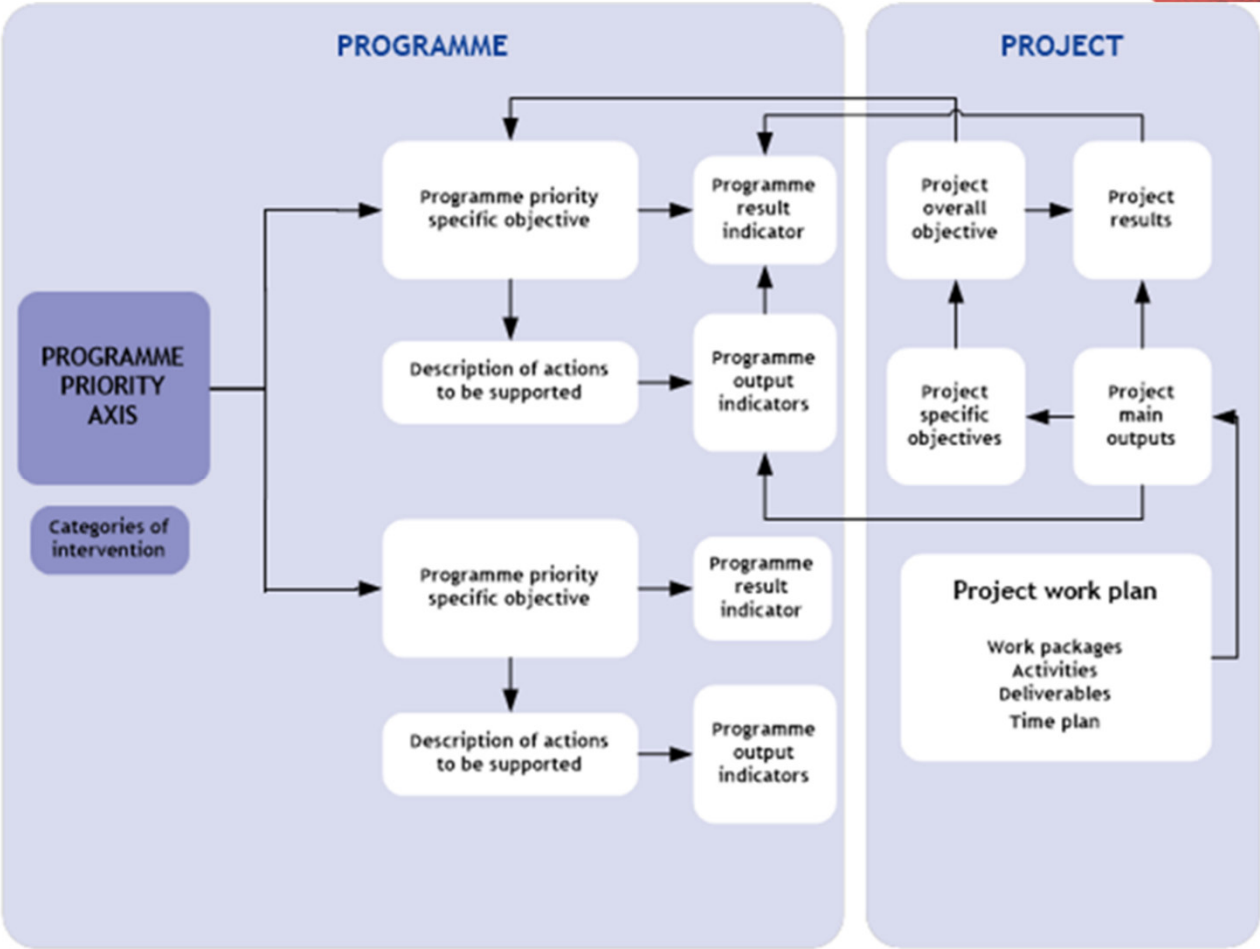 PROGRAMME
PROJECT
Programme priority
specific objective
Programme
result
indicator
Project
overall
objective
Project
results
PROGRAMME
PRIORITY
AXIS
Description of actions
to be supported
Programme
output
indicators
Project
specific
objectives
Project
main
outputs
Categories of
intervention
Programme priority
specific objective
Programme
result
indicator
Project work plan
Work packages
Activities
Deliverables
Time plan
Description of actions
to be supported
Programme
output
indicators